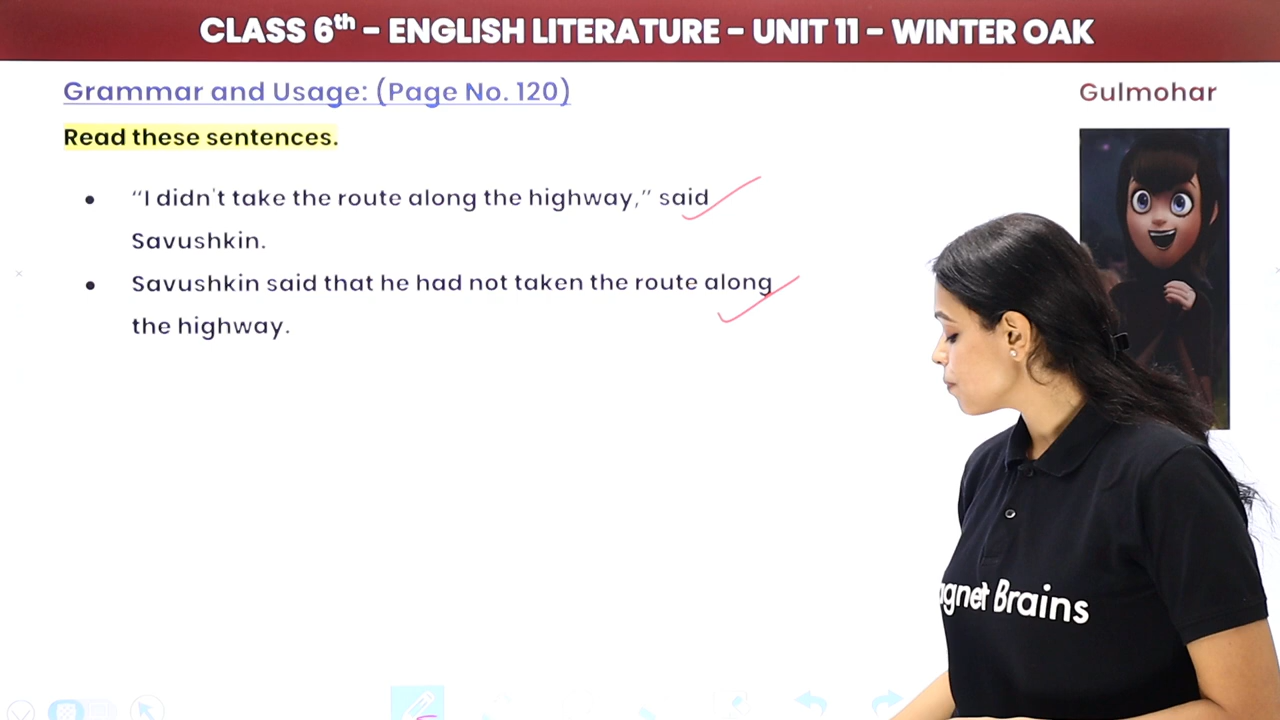 CLASS 6th – ENGLISH LITERATURE – UNIT 11 – WINTER OAK
Grammar and Usage: (Page No. 120)
Gulmohar
Read these sentences.
• “I didn't take the route along the highway,” said
Savushkin.
• Savushkin said that he had not taken the route along
the highway.
agnet Brains